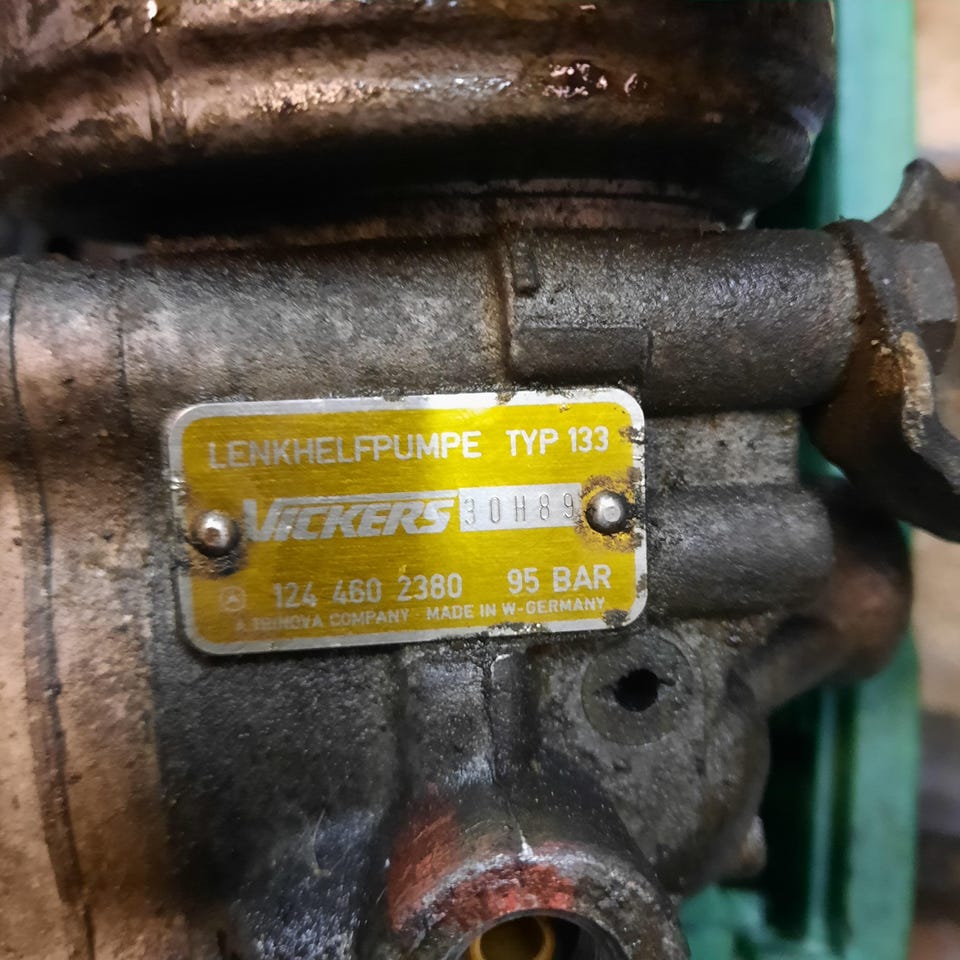 LENKHELFPUMPE TYP 133
VICKERS 30H89
124 460 2380 95 BAR
A TRINOVA COMPANY · MADE IN W-GERMANY